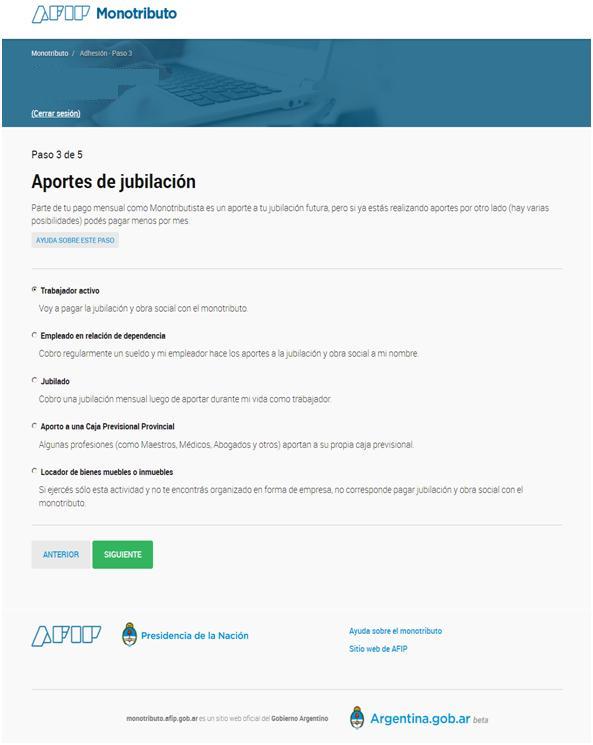 AFIP Monotributo
Monotributo / Adhesión - Paso 3
(Cerrar sesión)
Paso 3 de 5
Aportes de jubilación
Parte de tu pago mensual como Monotributista es un aporte a tu jubilación futura, pero si ya estás realizando aportes por otro lado (hay varias
posibilidades) podés pagar menos por mes.
AYUDA SOBRE ESTE PASO
Trabajador activo
Voy a pagar la jubilación y obra social con el monotributo.
Empleado en relación de dependencia
Cobro regularmente un sueldo y mi empleador hace los aportes a la jubilación y obra social a mi nombre.
Jubilado
Cobro una jubilación mensual luego de aportar durante mi vida como trabajador.
Aporto a una Caja Previsional Provincial
Algunas profesiones (como Maestros, Médicos, Abogados y otros) aportan a su propia caja previsional.
Locador de bienes muebles o inmuebles
Si ejercés sólo esta actividad y no te encontrás organizado en forma de empresa, no corresponde pagar jubilación y obra social con el
monotributo.
ANTERIOR SIGUIENTE
AFIP Presidencia de la Nación
Ayuda sobre el monotributo
Sitio web de AFIP
monotributo.afip.gob.ar es un sitio web oficial del Gobierno Argentino
Argentina.gob.ar beta